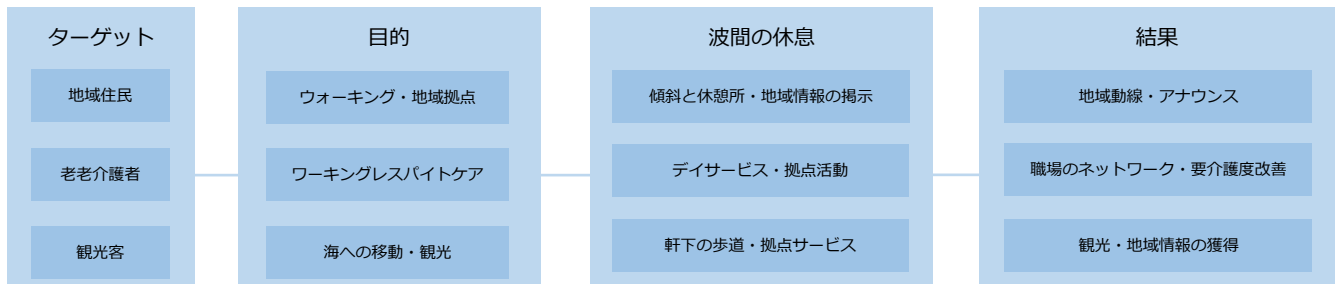 ターゲット
地域住民
老老介護者
観光客
目的
ウォーキング・地域拠点
ワーキングレスパイトケア
海への移動・観光
波間の休息
傾斜と休憩所・地域情報の掲示
デイサービス・拠点活動
軒下の歩道・拠点サービス
結果
地域動線・アナウンス
職場のネットワーク・要介護度改善
観光・地域情報の獲得